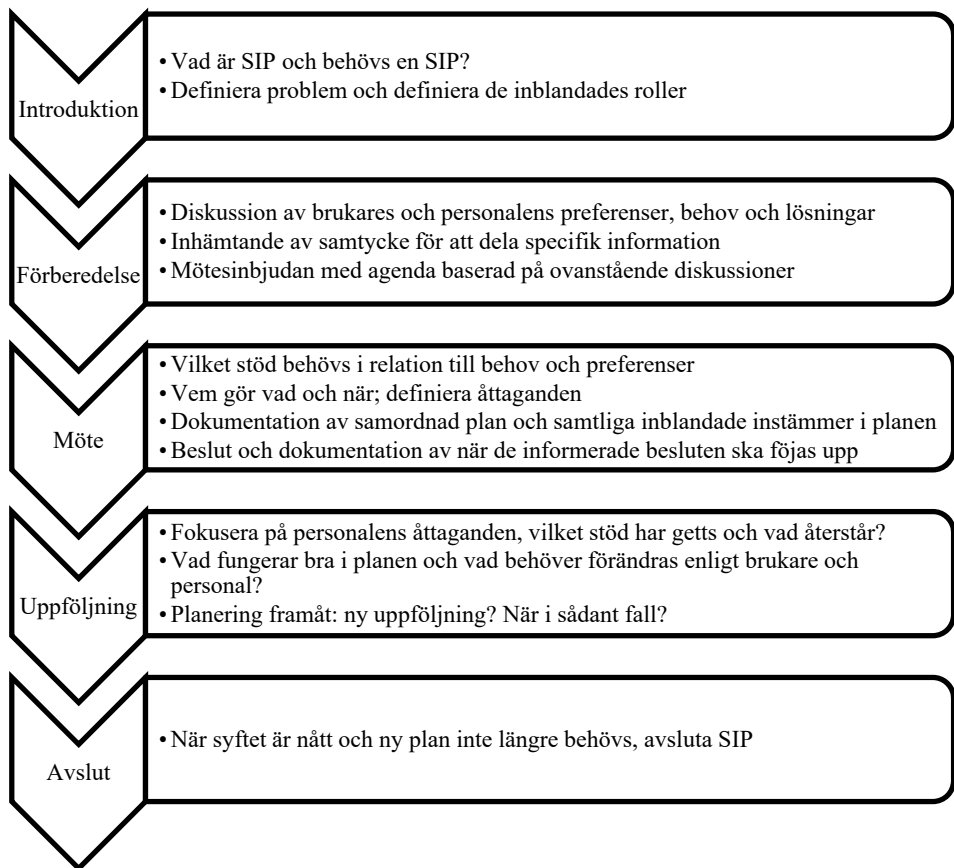 Introduktion
• Vad är SIP och behövs en SIP?
• Definiera problem och definiera de inblandades roller
Förberedelse
• Diskussion av brukares och personalens preferenser, behov och lösningar
• Inhämtande av samtycke för att dela specifik information
• Mötesinbjudan med agenda baserad på ovanstående diskussioner
Möte
• Vilket stöd behövs i relation till behov och preferenser
• Vem gör vad och när; definiera åttaganden
• Dokumentation av samordnad plan och samtliga inblandade instämmer i planen
• Beslut och dokumentation av när de informerade besluten ska föjas upp
Uppföljning
• Fokusera på personalens åttaganden, vilket stöd har getts och vad återstår?
• Vad fungerar bra i planen och vad behöver förändras enligt brukare och
personal?
• Planering framåt: ny uppföljning? När i sådant fall?
Avslut
• När syftet är nått och ny plan inte längre behövs, avsluta SIP